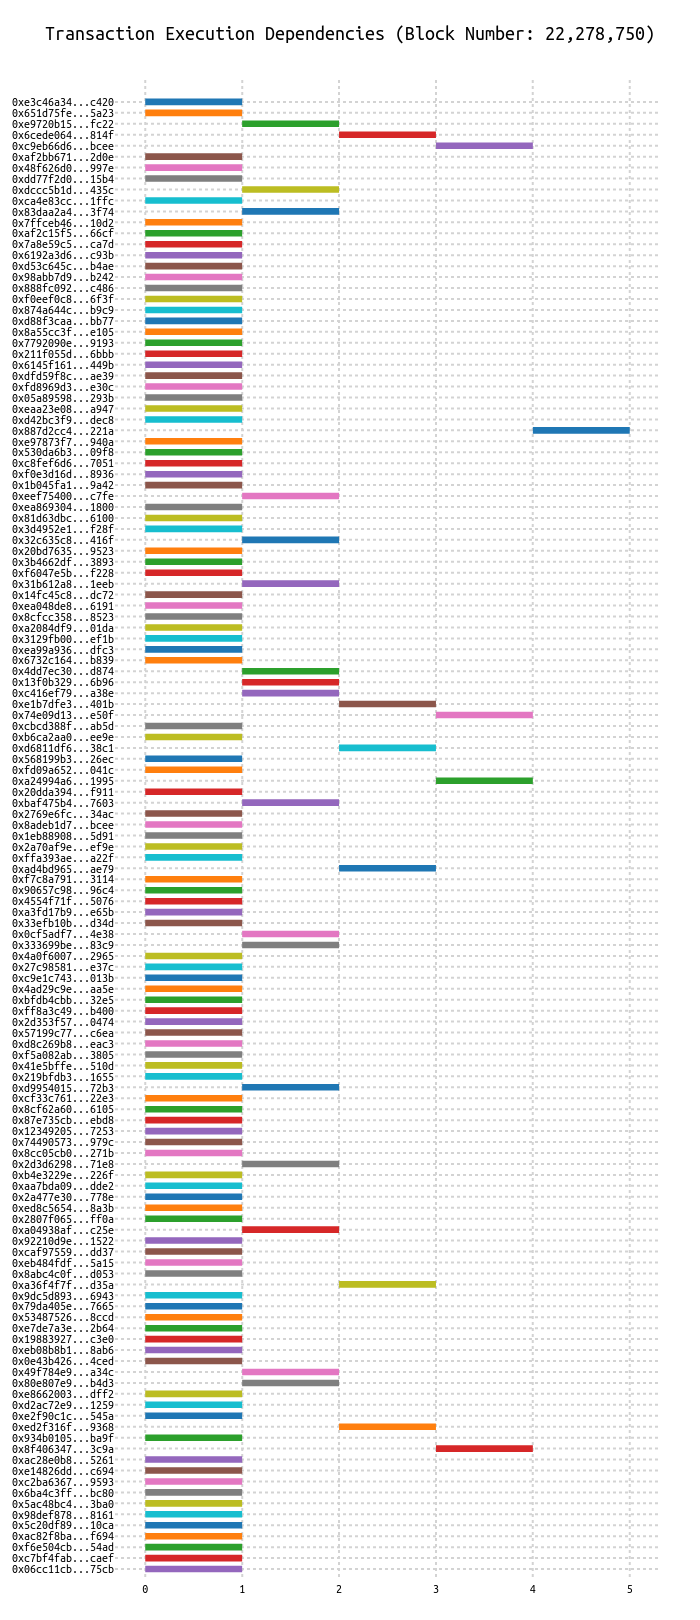 Transaction Execution Dependencies (Block Number: 22,278,750)
0xe3c46a34...c420
0x651d75fe...5a23
0xe9720b15...fc22
0x6cede064...814f
0xc9eb66d6...bcee
0xaf2bb671...2d0e
0x48f626d0...997e
0xdd77f2d0...15b4
0xdccc5b1d...435c
0xca4e83cc...1ffc
0x83daa2a4...3f74
0x7ffceb46...10d2
0xaf2c15f5...66cf
0x7a8e59c5...ca7d
0x6192a3d6...c93b
0xd53c645c...b4ae
0x98abb7d9...b242
0x888fc092...c486
0xf0eef0c8...6f3f
0x874a644c...b9c9
0xd88f3caa...bb77
0x8a55cc3f...e105
0x7792090e...9193
0x211f055d...6bbb
0x6145f161...449b
0xdfd59f8c...ae39
0xfd8969d3...e30c
0x05a89598...293b
0xeaa23e08...a947
0xd42bc3f9...dec8
0x887d2cc4...221a
0xe97873f7...940a
0x530da6b3...09f8
0xc8fef6d6...7051
0xf0e3d16d...8936
0x1b045fa1...9a42
0xeef75400...c7fe
0xea869304...1800
0x81d63dbc...6100
0x3d4952e1...f28f
0x32c635c8...416f
0x20bd7635...9523
0x3b4662df...3893
0xf6047e5b...f228
0x31b612a8...1eeb
0x14fc45c8...dc72
0xea048de8...6191
0x8cfcc358...8523
0xa2084df9...01da
0x3129fb00...ef1b
0xea99a936...dfc3
0x6732c164...b839
0x4dd7ec30...d874
0x13f0b329...6b96
0xc416ef79...a38e
0xe1b7dfe3...401b
0x74e09d13...e50f
0xcbcd388f...ab5d
0xb6ca2aa0...ee9e
0xd6811df6...38c1
0x568199b3...26ec
0xfd09a652...041c
0xa24994a6...1995
0x20dda394...f911
0xbaf475b4...7603
0x2769e6fc...34ac
0x8adeb1d7...bcee
0x1eb88908...5d91
0x2a70af9e...ef9e
0xffa393ae...a22f
0xad4bd965...ae79
0xf7c8a791...3114
0x90657c98...96c4
0x4554f71f...5076
0xa3fd17b9...e65b
0x33efb10b...d34d
0x0cf5adf7...4e38
0x333699be...83c9
0x4a0f6007...2965
0x27c98581...e37c
0xc9e1c743...013b
0x4ad29c9e...aa5e
0xbfdb4cbb...32e5
0xff8a3c49...b400
0x2d353f57...0474
0x57199c77...c6ea
0xd8c269b8...eac3
0xf5a082ab...3805
0x41e5bffe...510d
0x219bfdb3...1655
0xd9954015...72b3
0xcf33c761...22e3
0x8cf62a60...6105
0x87e735cb...ebd8
0x12349205...7253
0x74490573...979c
0x8cc05cb0...271b
0x2d3d6298...71e8
0xb4e3229e...226f
0xaa7bda09...dde2
0x2a477e30...778e
0xed8c5654...8a3b
0x2807f065...ff0a
0xa04938af...c25e
0x92210d9e...1522
0xcaf97559...dd37
0xeb484fdf...5a15
0x8abc4c0f...d053
0xa36f4f7f...d35a
0x9dc5d893...6943
0x79da405e...7665
0x53487526...8ccd
0xe7de7a3e...2b64
0x19883927...c3e0
0xeb08b8b1...8ab6
0x0e43b426...4ced
0x49f784e9...a34c
0x80e807e9...b4d3
0xe8662003...dff2
0xd2ac72e9...1259
0xe2f90c1c...545a
0xed2f316f...9368
0x934b0105...ba9f
0x8f406347...3c9a
0xac28e0b8...5261
0xe14826dd...c694
0xc2ba6367...9593
0x6ba4c3ff...bc80
0x5ac48bc4...3ba0
0x98def878...8161
0x5c20df89...10ca
0xac82f8ba...f694
0xf6e504cb...54ad
0xc7bf4fab...caef
0x06cc11cb...75cb
0 1 2 3 4 5